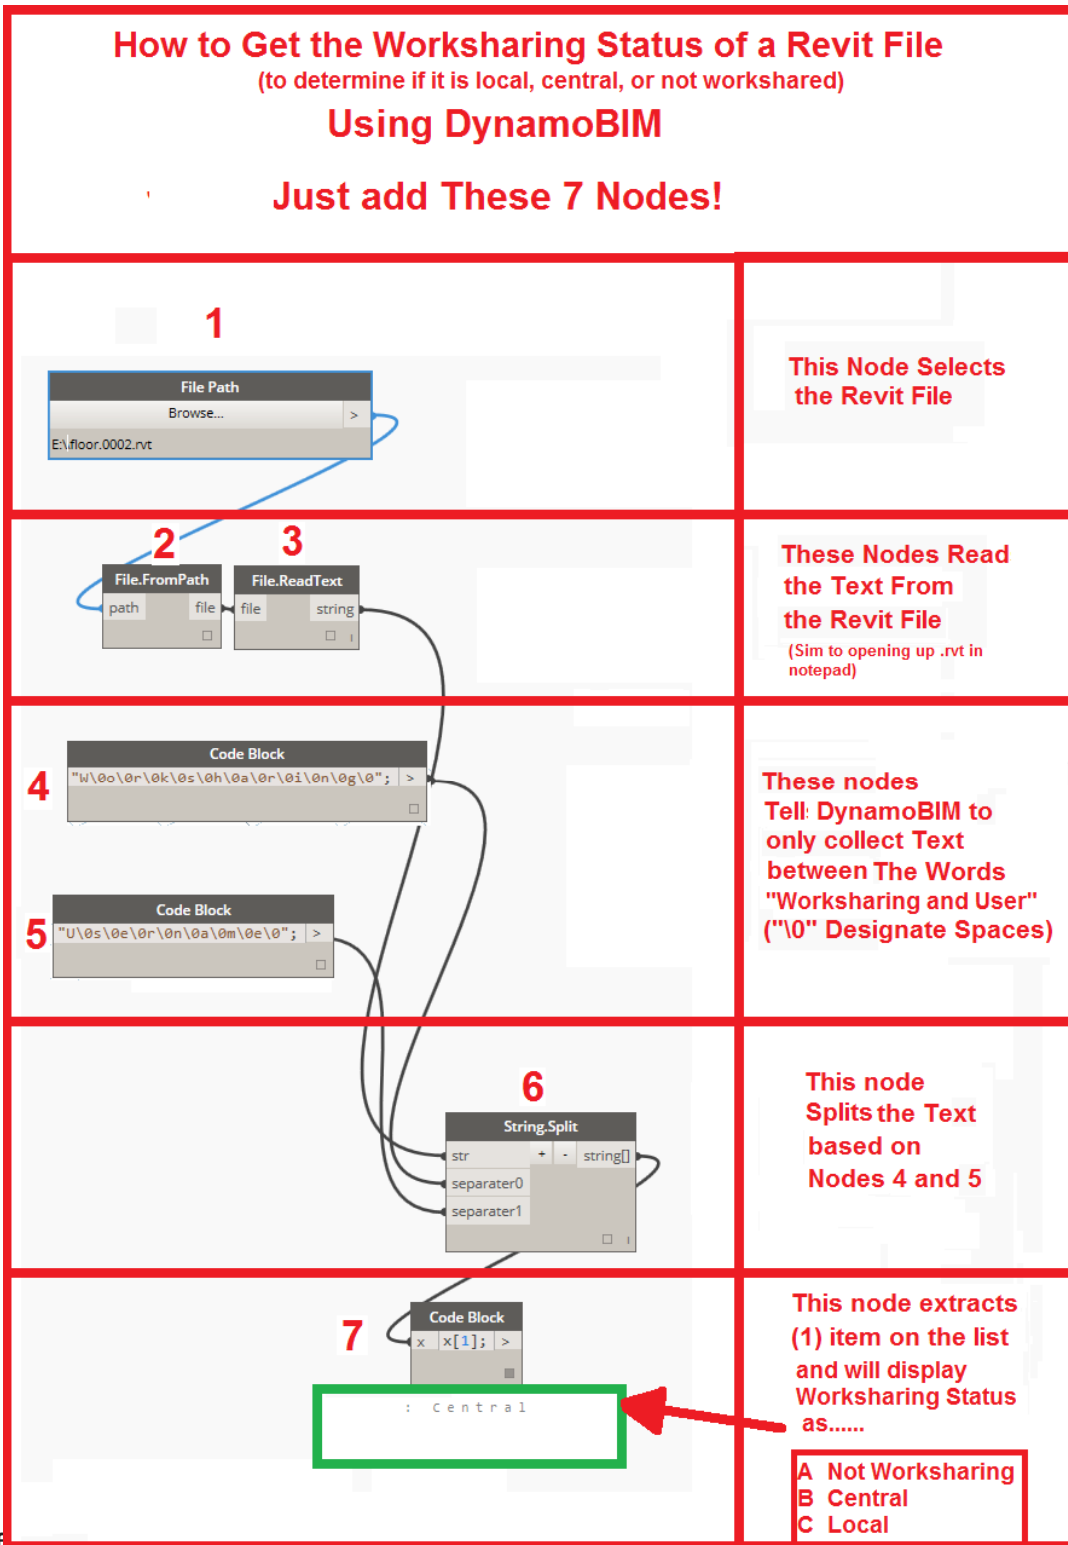 How to Get the Worksharing Status of a Revit File
(to determine if it is local, central, or not workshared)
Using DynamoBIM
Just add These 7 Nodes!
1
File Path
Browse...
>
E:\floor.0002.rvt
This Node Selects
the Revit File
2
3
File.FromPath
path
file
File.ReadText
file
string
These Nodes Read
the Text From
the Revit File
(Sim to opening up .rvt in
notepad)
4
Code Block
"W\0o\0r\0k\0s\0h\0a\0r\0i\0n\0g\0"; >
5
Code Block
"U\0s\0e\0r\0n\0a\0m\0e\0"; >
These nodes
Tell DynamoBIM to
only collect Text
between The Words
"Worksharing and User"
("\0" Designate Spaces)
6
String.Split
str + - string[]
separater0
separater1
This node
Splits the Text
based on
Nodes 4 and 5
7
Code Block
x x[1]; >
: Central
This node extracts
(1) item on the list
and will display
Worksharing Status
as......
A Not Worksharing
B Central
C Local